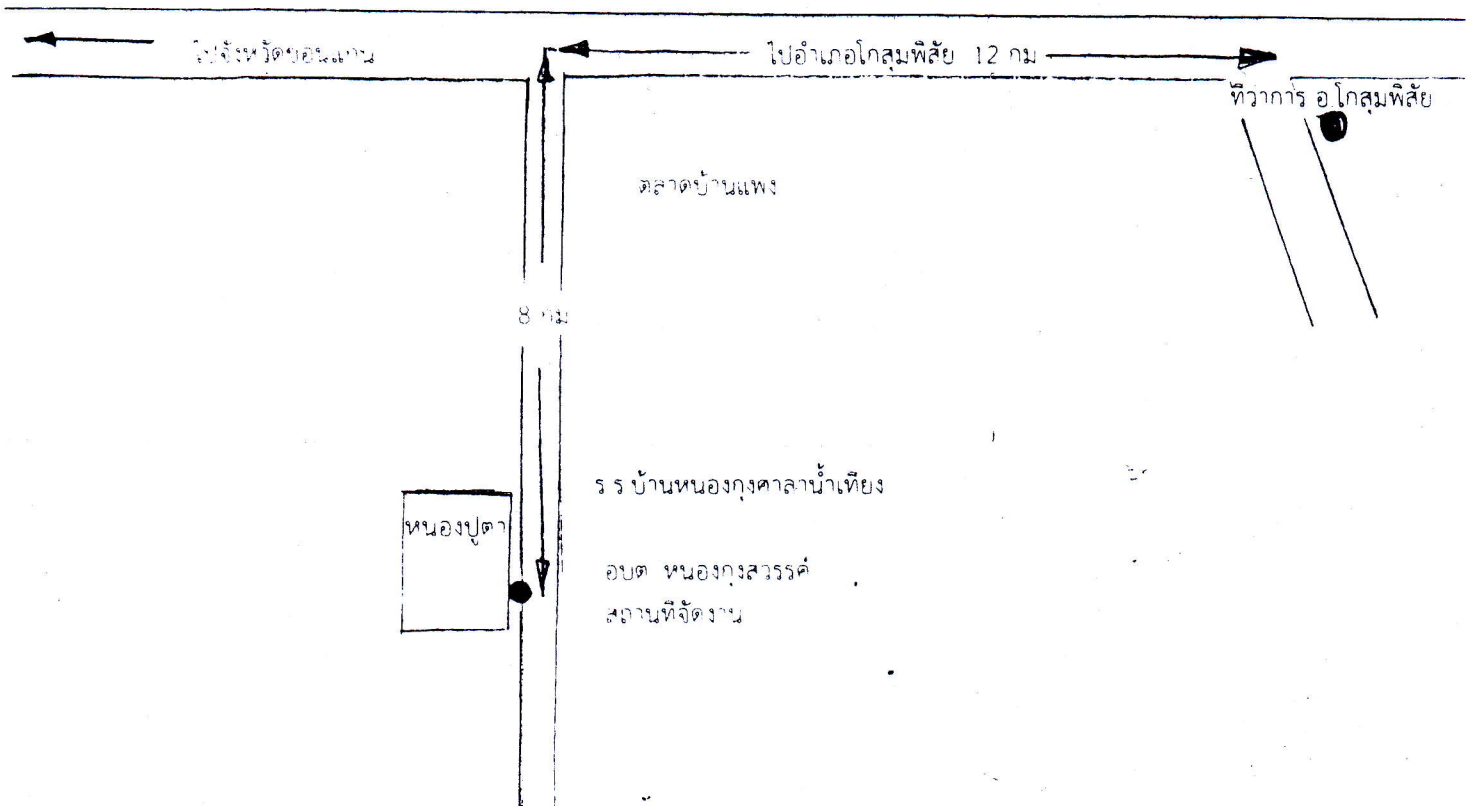 ไปจังหวัดขอนแก่น
ไปอำเภอโกสุมพิสัย 12 กม
ที่ว่าการ อ.โกสุมพิสัย
ตลาดบ้านแพง
8 กม
ร ร บ้านหนองกุงศาลาน้ำเที่ยง
หนองปูตา
อบต หนองกุงสวรรค์
สถานที่จัดงาน